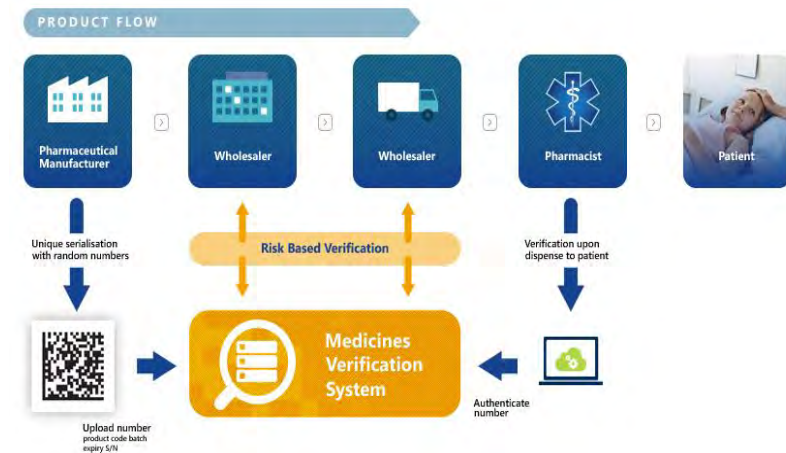 PRODUCT FLOW
Pharmaceutical
Manufacturer
Wholesaler
Wholesaler
Pharmacist
Patient
Unique serialisation
with random numbers
Risk Based Verification
Verification upon
dispense to patient
Medicines
Verification
System
Authenticate
number
Upload number
product code batch
expiry S/N